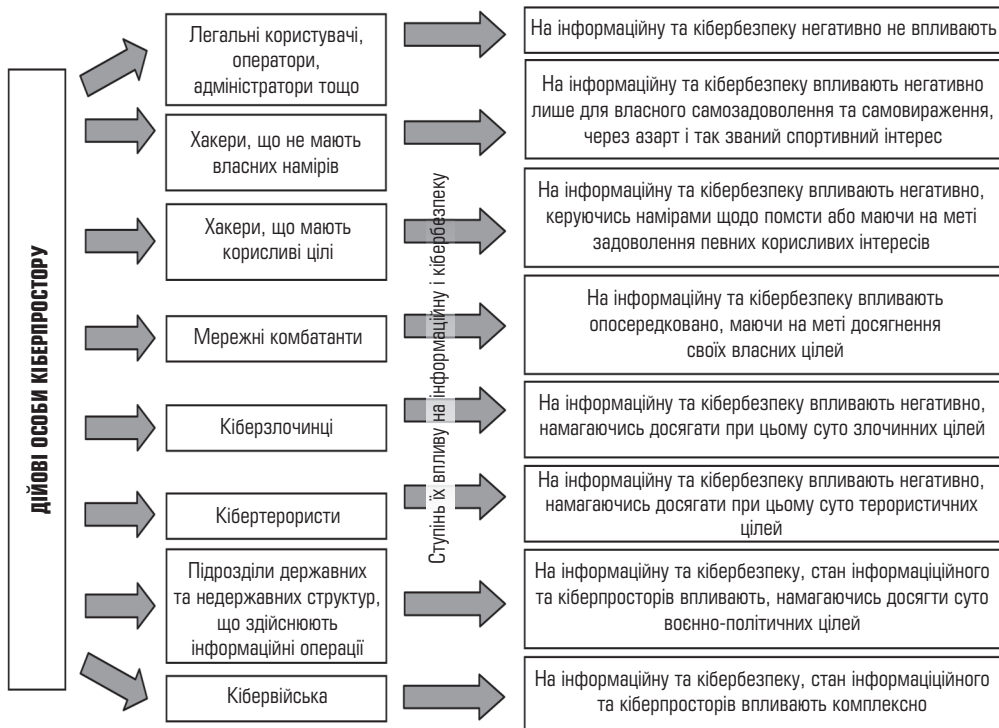 ДІЙОВІ ОСОБИ КІБЕРПРОСТОРУ
Легальні користувачі,
оператори,
адміністратори тощо
На інформаційну та кібербезпеку негативно не впливають
Хакери, що не мають
власних намірів
На інформаційну та кібербезпеку впливають негативно
лише для власного самозадоволення та самовираження,
через азарт і так званий спортивний інтерес
Хакери, що мають
корисливі цілі
На інформаційну та кібербезпеку впливають негативно,
керуючись намірами щодо помсти або маючи на меті
задоволення певних корисливих інтересів
Мережні комбатанти
На інформаційну та кібербезпеку впливають
опосередковано, маючи на меті досягнення
своїх власних цілей
Кіберзлочинці
На інформаційну та кібербезпеку впливають негативно,
намагаючись досягати при цьому суто злочинних цілей
Кібертерористи
На інформаційну та кібербезпеку впливають негативно,
намагаючись досягати при цьому суто терористичних
цілей
Підрозділи державних
та недержавних структур,
що здійснюють
інформаційні операції
На інформаційну та кібербезпеку, стан інформаціційного
та кіберпросторів впливають, намагаючись досягти суто
воєнно-політичних цілей
Кібервійська
На інформаційну та кібербезпеку, стан інформаціційного
та кіберпросторів впливають комплексно
Ступінь їх впливу на інформаційну і кібербезпеку